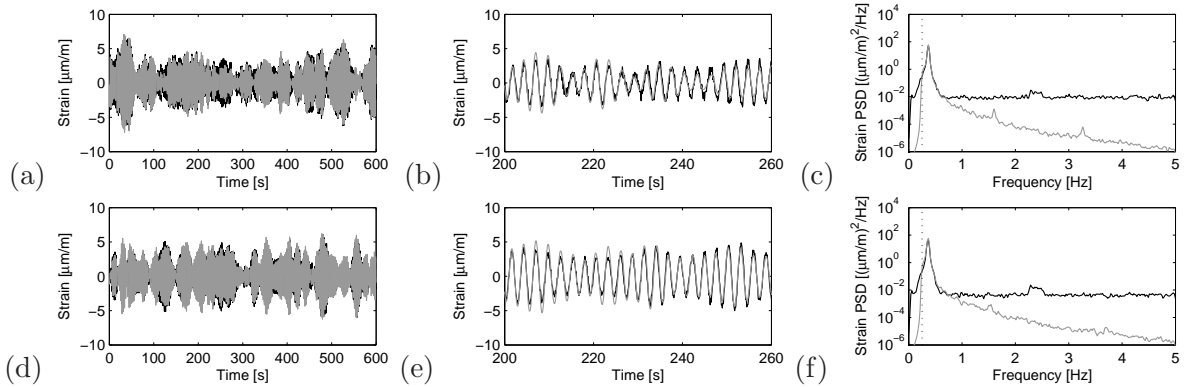 10
5
0
−5
−10
Strain [μm/m]
0 100 200 300 400 500 600
Time [s]
(a)
10
5
0
−5
−10
Strain [μm/m]
200 220 240 260
Time [s]
(b)
10^4
10^2
10^0
10^−2
10^−4
10^−6
Strain PSD [(μm/m)^2/Hz]
0 1 2 3 4 5
Frequency [Hz]
(c)
10
5
0
−5
−10
Strain [μm/m]
0 100 200 300 400 500 600
Time [s]
(d)
10
5
0
−5
−10
Strain [μm/m]
200 220 240 260
Time [s]
(e)
10^4
10^2
10^0
10^−2
10^−4
10^−6
Strain PSD [(μm/m)^2/Hz]
0 1 2 3 4 5
Frequency [Hz]
(f)